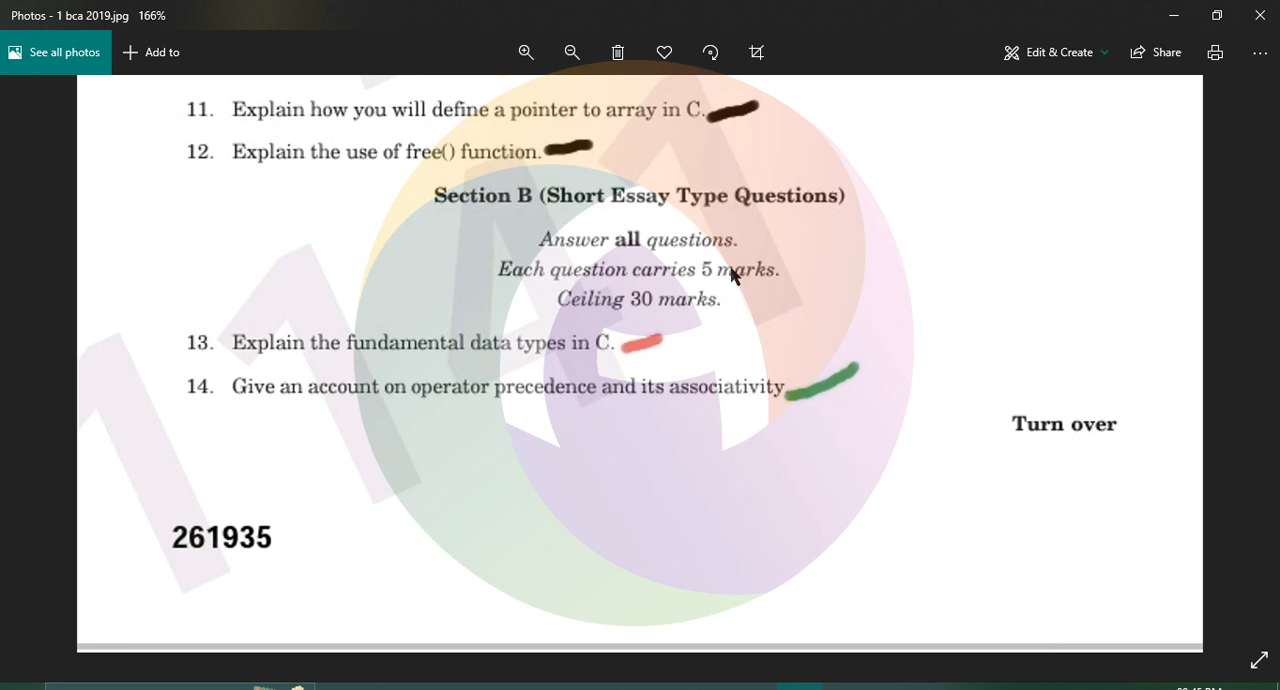 Photos - 1 bca 2019.jpg 166%
See all photos
Add to
Edit & Create
Share
11. Explain how you will define a pointer to array in C.
12. Explain the use of free() function.
Section B (Short Essay Type Questions)
Answer all questions.
Each question carries 5 marks.
Ceiling 30 marks.
13. Explain the fundamental data types in C.
14. Give an account on operator precedence and its associativity
Turn over
261935